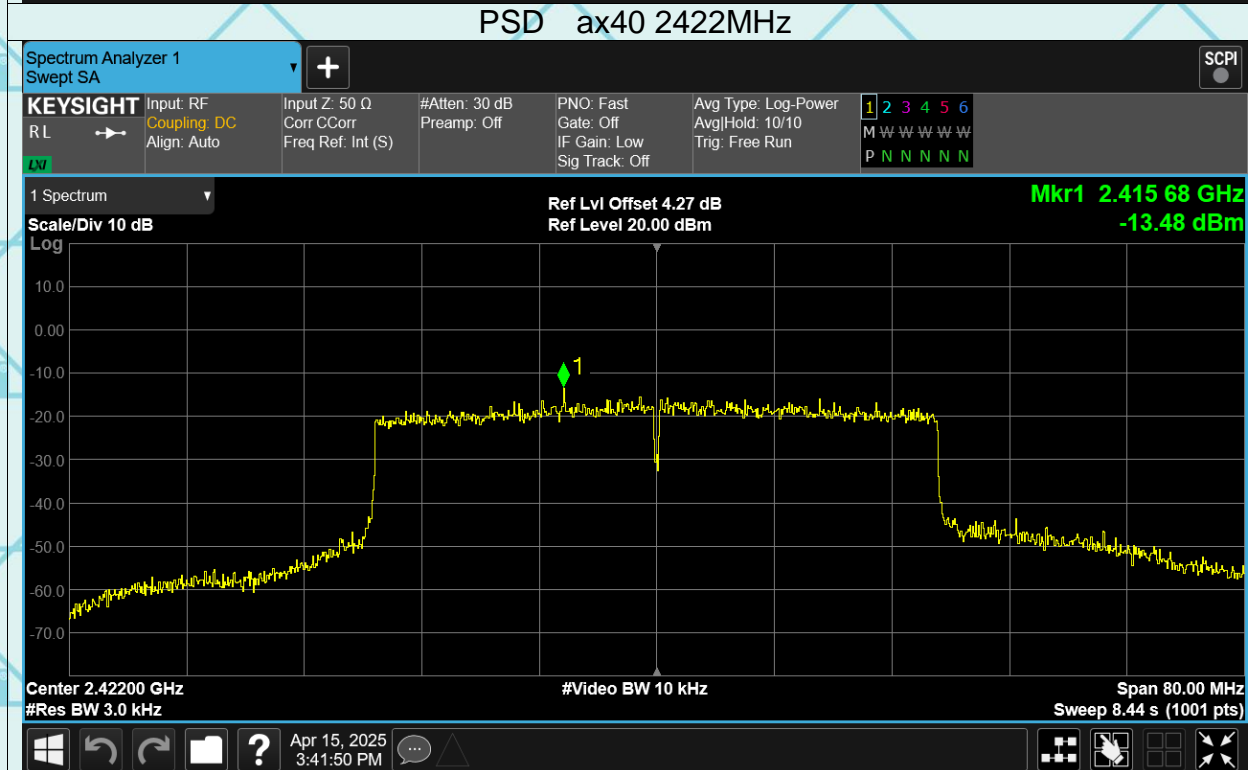 PSD ax40 2422MHz
Spectrum Analyzer 1
Swept SA
SCPI
KEYSIGHT
R L
LXI
Input: RF
Coupling: DC
Align: Auto
Input Z: 50 Ω
Corr CCorr
Freq Ref: Int (S)
#Atten: 30 dB
Preamp: Off
PNO: Fast
Gate: Off
IF Gain: Low
Sig Track: Off
Avg Type: Log-Power
Avg|Hold: 10/10
Trig: Free Run
1 2 3 4 5 6
M W W W W W
P N N N N N
1 Spectrum
Scale/Div 10 dB
Ref Lvl Offset 4.27 dB
Ref Level 20.00 dBm
Mkr1 2.415 68 GHz
-13.48 dBm
Log
10.0
0.00
-10.0
-20.0
-30.0
-40.0
-50.0
-60.0
-70.0
1
Center 2.42200 GHz
#Res BW 3.0 kHz
#Video BW 10 kHz
Span 80.00 MHz
Sweep 8.44 s (1001 pts)
?
Apr 15, 2025
3:41:50 PM